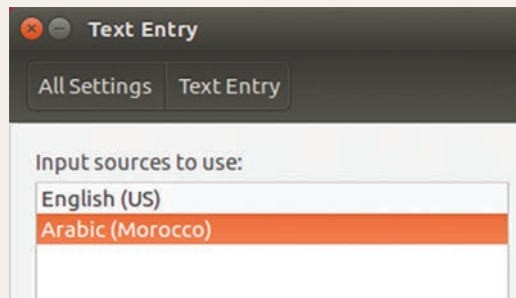 Text Entry
All Settings Text Entry
Input sources to use:
English (US)
Arabic (Morocco)